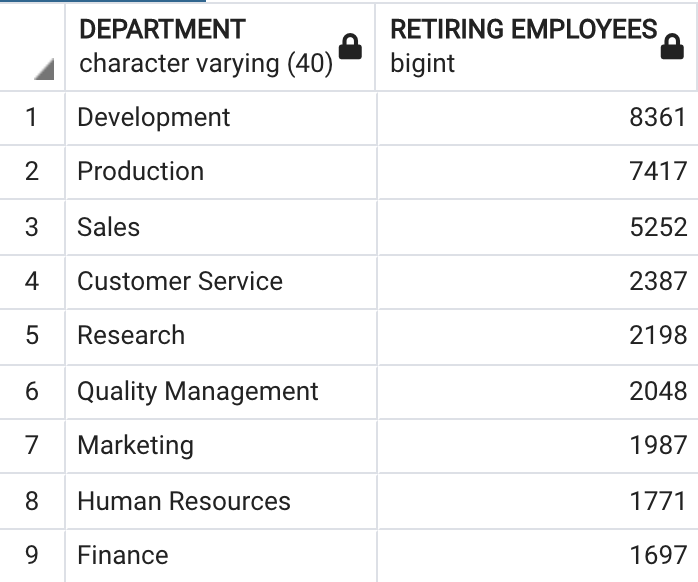 DEPARTMENT RETIRING EMPLOYEES
character varying (40) bigint
1 Development 8361
2 Production 7417
3 Sales 5252
4 Customer Service 2387
5 Research 2198
6 Quality Management 2048
7 Marketing 1987
8 Human Resources 1771
9 Finance 1697